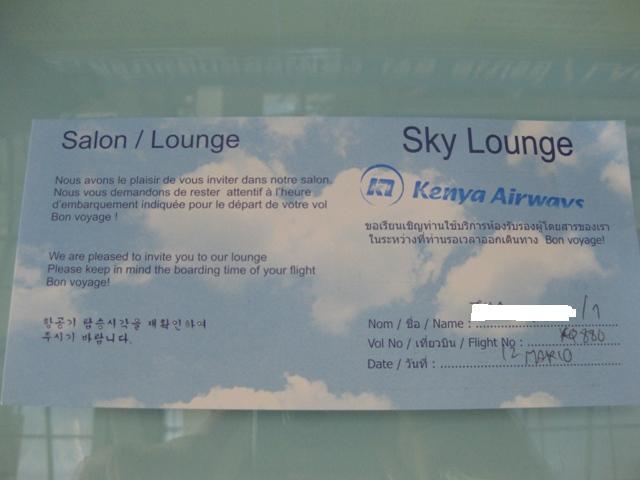 Salon / Lounge
Nous avons le plaisir de vous inviter dans notre salon.
Nous vous demandons de rester attentif à l'heure
d'embarquement indiquée pour le départ de votre vol
Bon voyage !
We are pleased to invite you to our lounge
Please keep in mind the boarding time of your flight
Bon voyage!
항공기 탑승시각을 재확인하여
주시기 바랍니다.
Sky Lounge
Kenya Airways
ขอเรียนเชิญท่านใช้บริการห้องรับรองผู้โดยสารของเรา
ในระหว่างที่ท่านรอเวลาออกเดินทาง Bon voyage!
Nom / ชื่อ / Name : /1
Vol No / เที่ยวบิน / Flight No : KQ 880
Date / วันที่ : 12